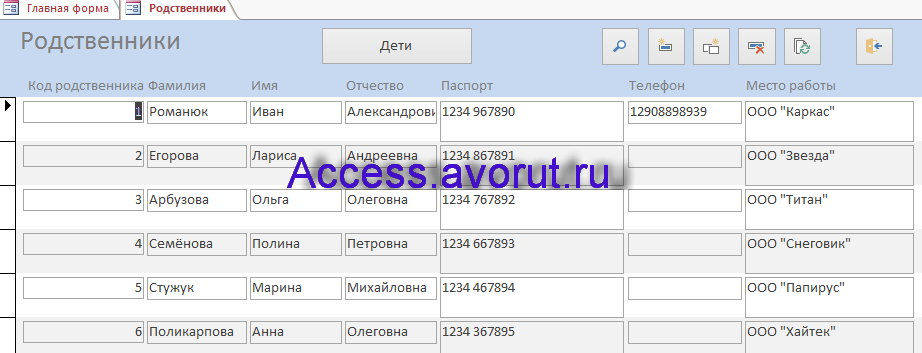 Главная форма Родственники
Родственники Дети
Код родственника Фамилия Имя Отчество Паспорт Телефон Место работы
1 Романюк Иван Александрови 1234 967890 12908898939 ООО "Каркас"
2 Егорова Лариса Андреевна 1234 867891 ООО "Звезда"
Access.avorut.ru
3 Арбузова Ольга Олеговна 1234 767892 ООО "Титан"
4 Семёнова Полина Петровна 1234 667893 ООО "Снеговик"
5 Стужук Марина Михайловна 1234 467894 ООО "Папирус"
6 Поликарпова Анна Олеговна 1234 367895 ООО "Хайтек"